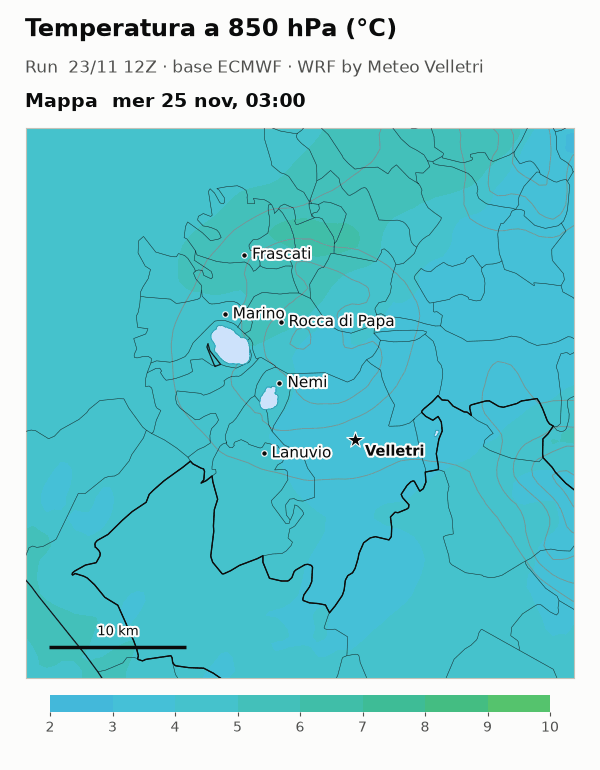 Temperatura a 850 hPa (°C)
Run  23/11 12Z · base ECMWF · WRF by Meteo Velletri
Mappa  mer 25 nov, 03:00
Frascati
Marino
Rocca di Papa
Nemi
Velletri
Lanuvio
10 km
2 3 4 5 6 7 8 9 10